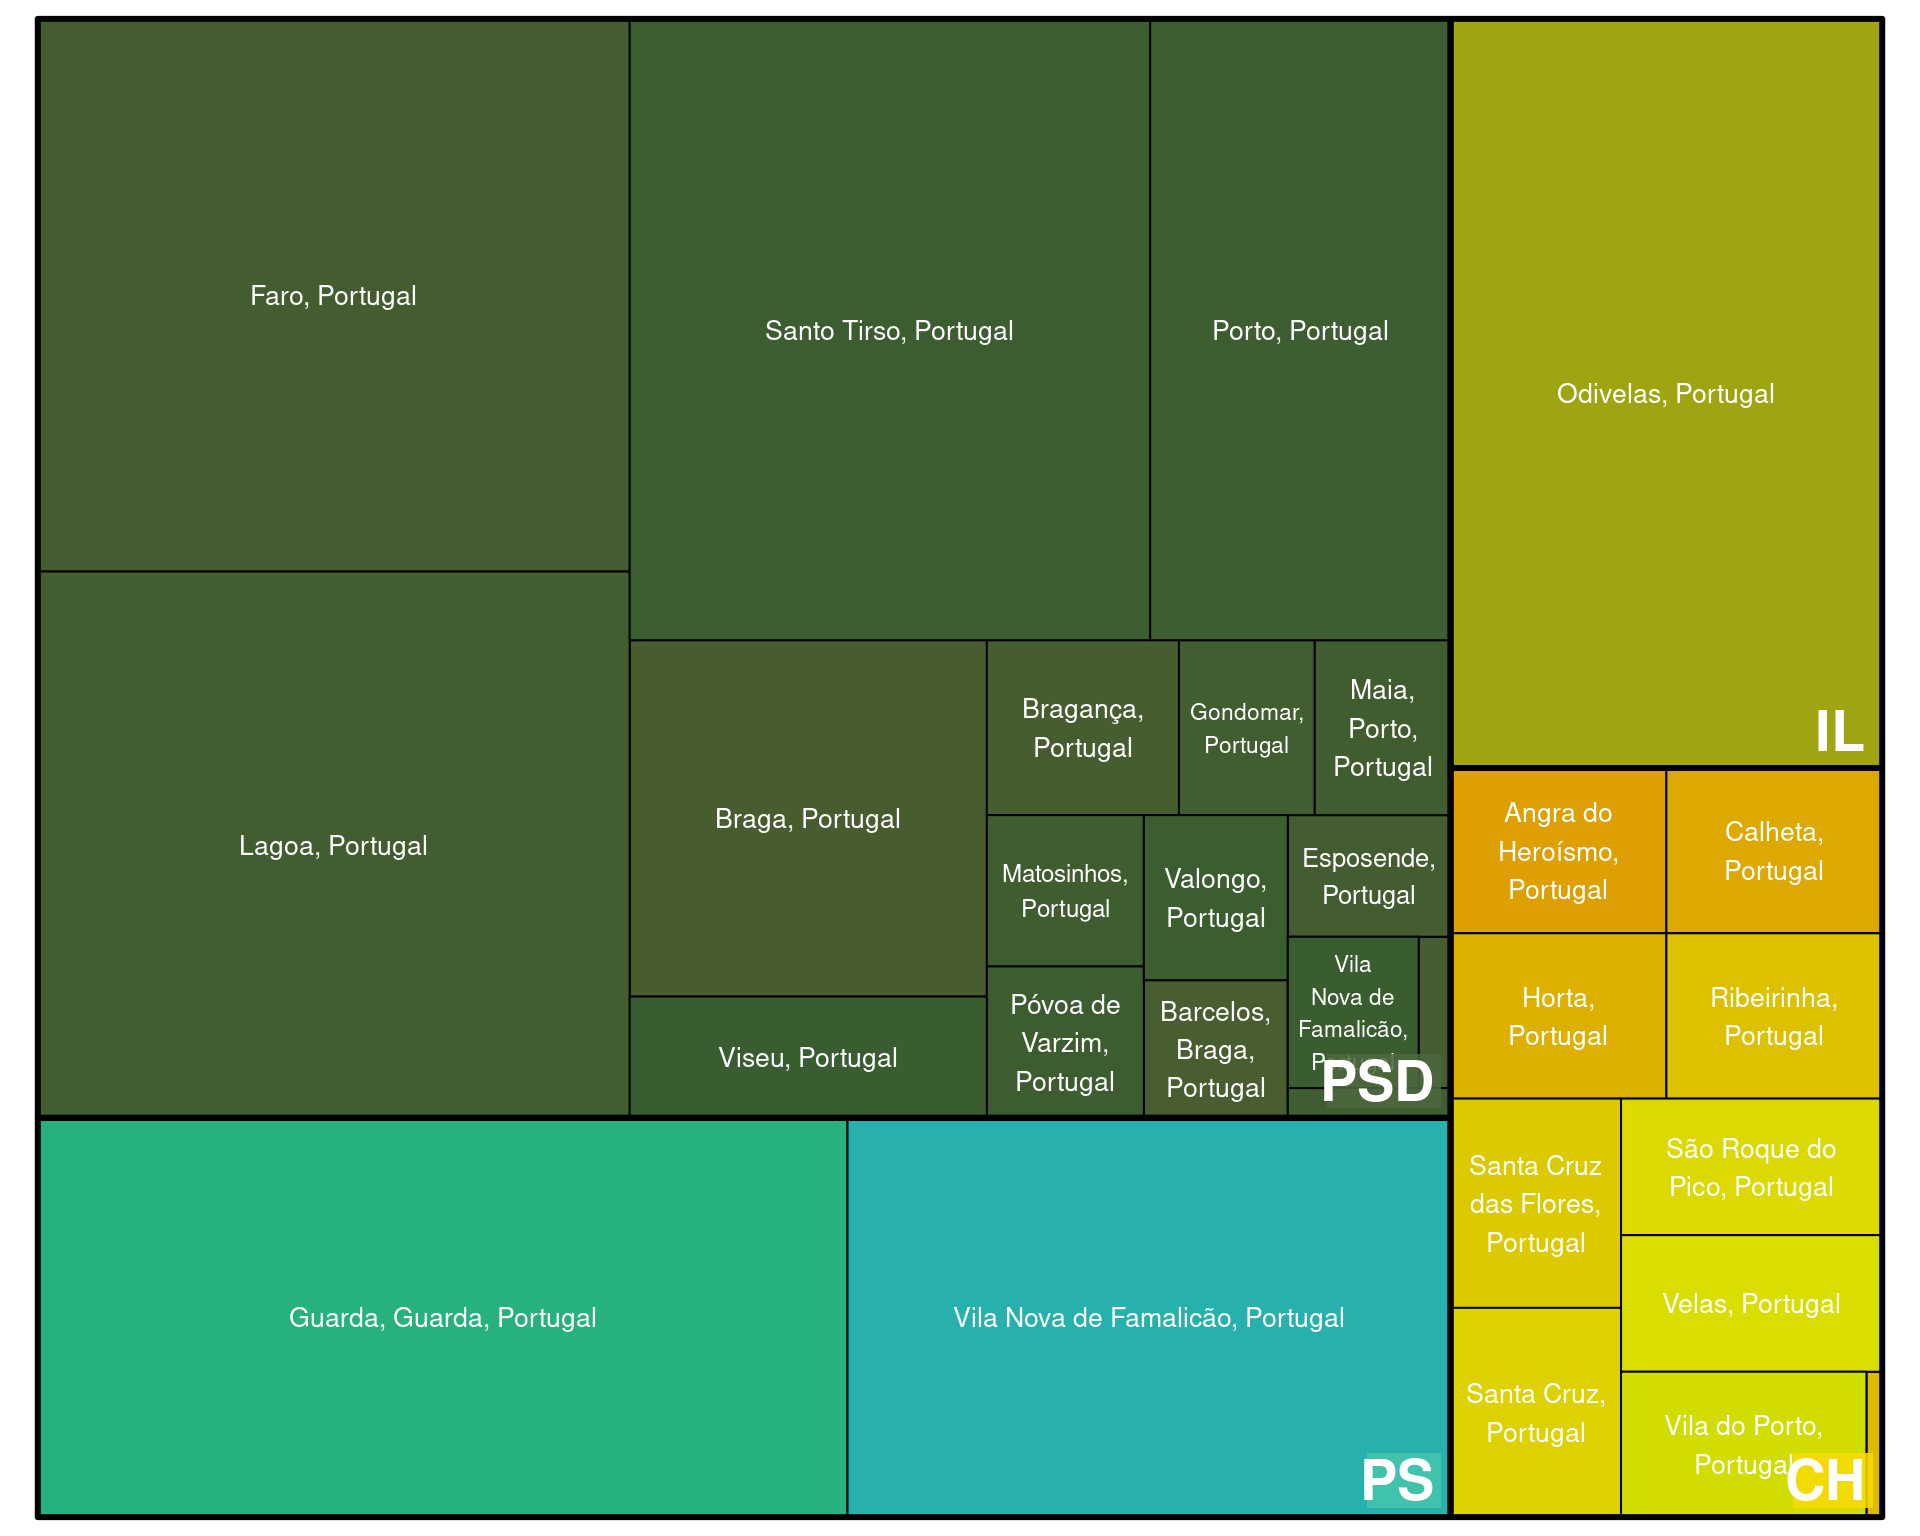 Faro, Portugal
Santo Tirso, Portugal
Porto, Portugal
Odivelas, Portugal
IL
Lagoa, Portugal
Braga, Portugal
Bragança,
Portugal
Gondomar,
Portugal
Maia,
Porto,
Portugal
Matosinhos,
Portugal
Valongo,
Portugal
Esposende,
Portugal
Viseu, Portugal
Póvoa de
Varzim,
Portugal
Barcelos,
Braga,
Portugal
Vila
Nova de
Famalicão,
PSD
Angra do
Heroísmo,
Portugal
Calheta,
Portugal
Horta,
Portugal
Ribeirinha,
Portugal
Santa Cruz
das Flores,
Portugal
São Roque do
Pico, Portugal
Velas, Portugal
Santa Cruz,
Portugal
Vila do Porto,
Portugal
CH
Guarda, Guarda, Portugal
Vila Nova de Famalicão, Portugal
PS